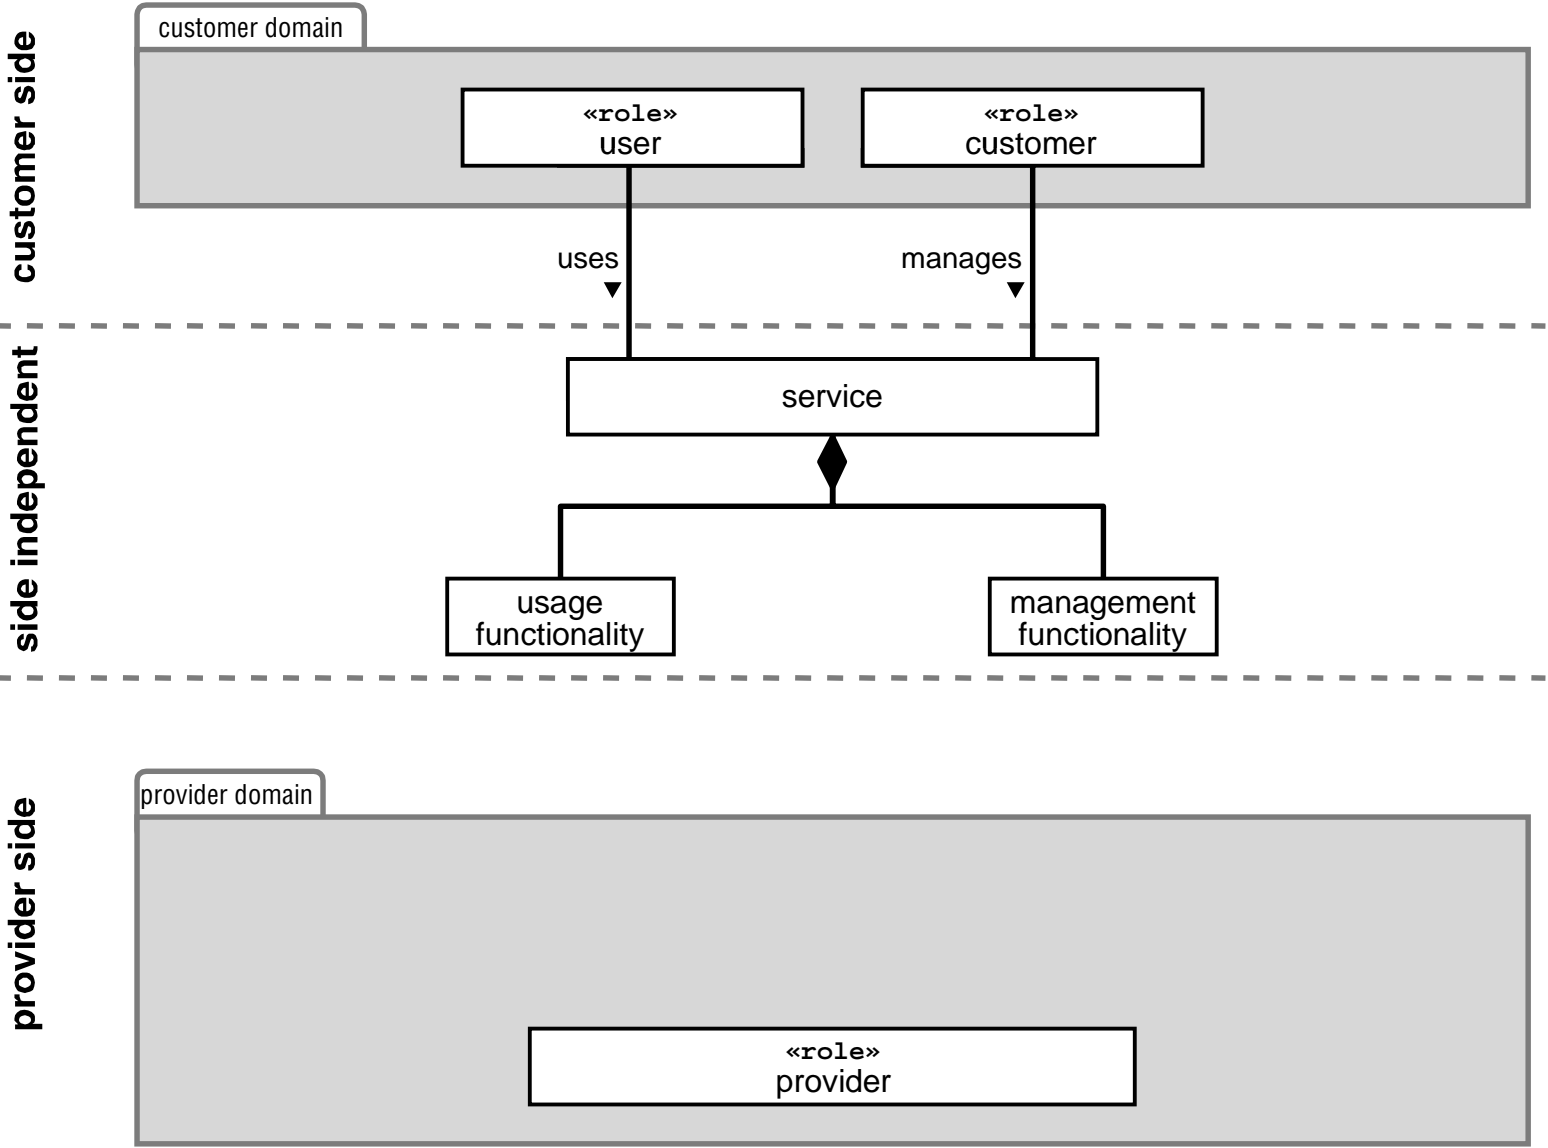 customer side
customer domain
«role»
user
«role»
customer
uses
manages
side independent
service
usage
functionality
management
functionality
provider side
provider domain
«role»
provider